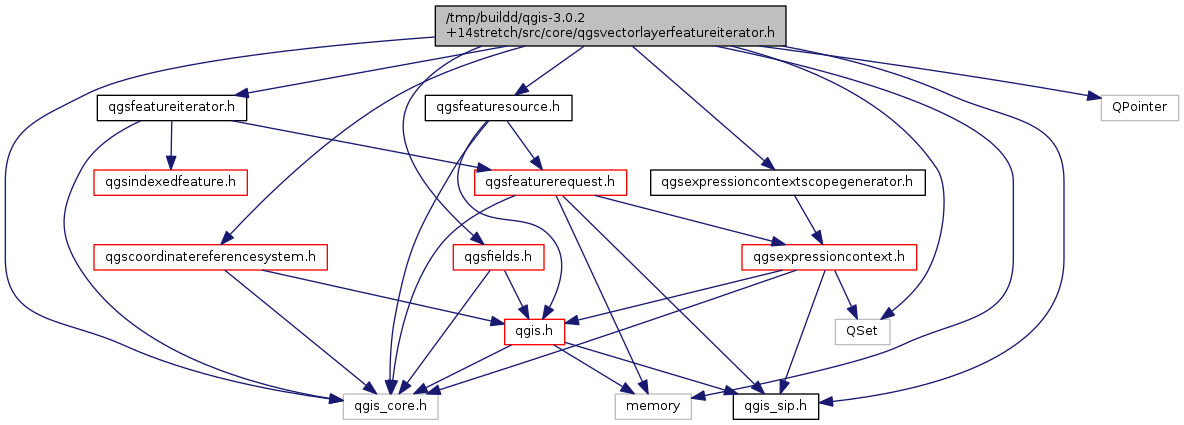 /tmp/buildd/qgis-3.0.2
+14stretch/src/core/qgsvectorlayerfeatureiterator.h
qgsfeatureiterator.h
qgsfeaturesource.h
QPointer
qgsindexedfeature.h
qgsfeaturerequest.h
qgsexpressioncontextscopegenerator.h
qgscoordinatereferencesystem.h
qgsfields.h
qgsexpressioncontext.h
qgis.h
QSet
qgis_core.h
memory
qgis_sip.h